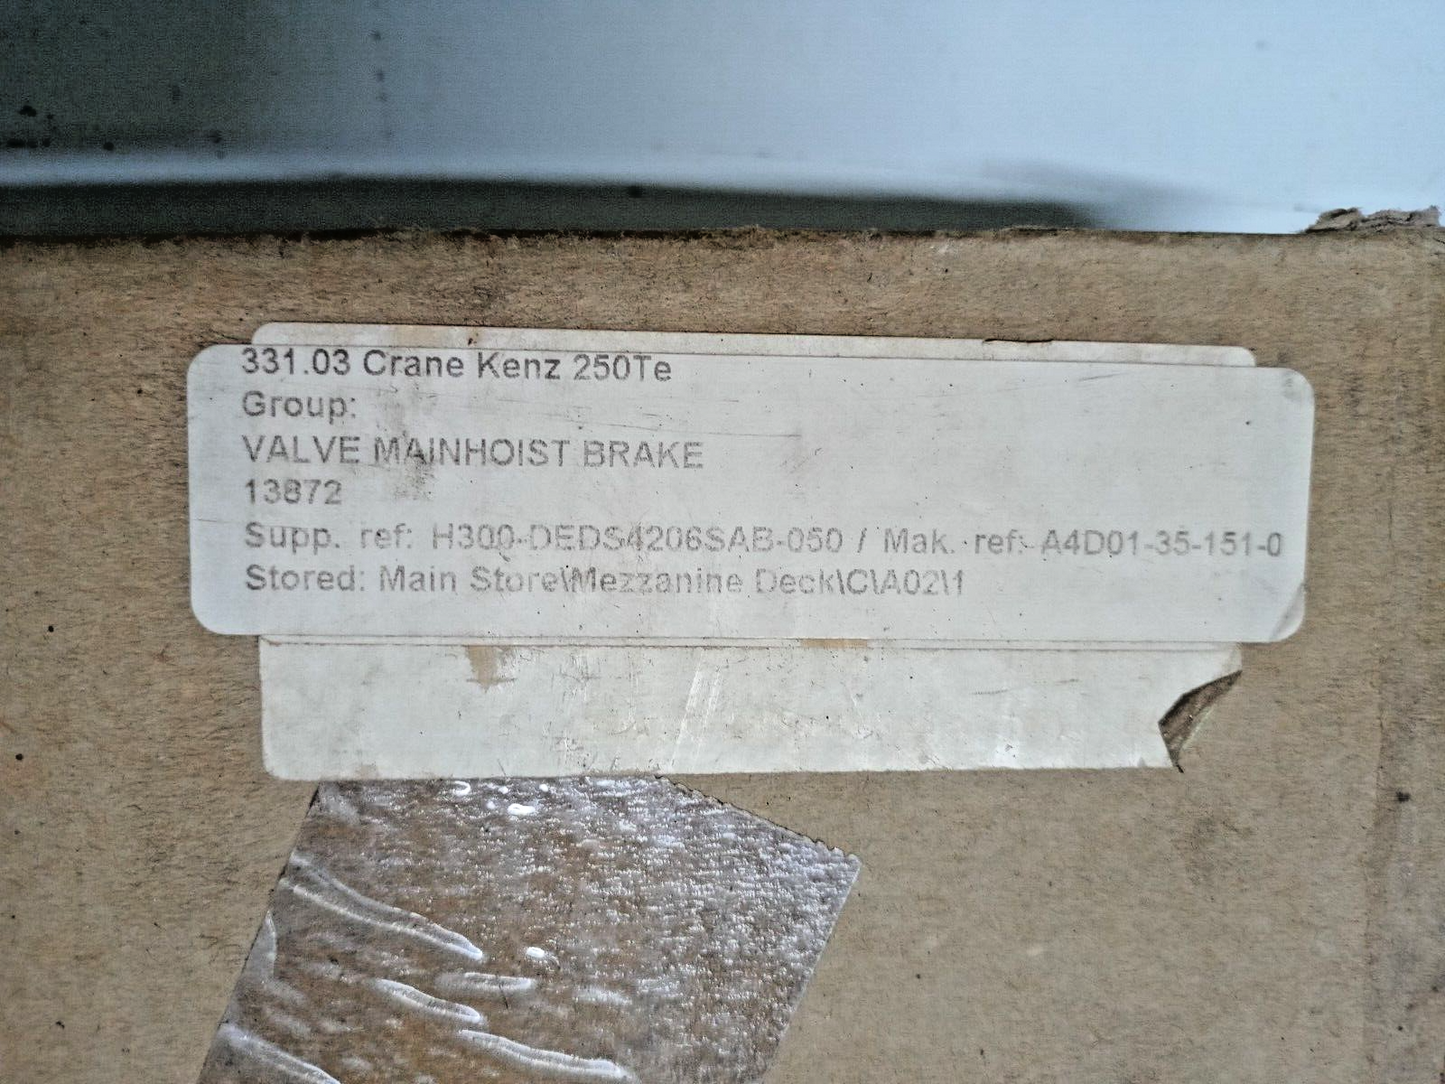 331.03 Crane Kenz 250Te
Group:
VALVE MAINHOIST BRAKE
13872
Supp. ref: H300-DEDS4206SAB-050 / Mak. ref: A4D01-35-151-0
Stored: Main Store\Mezzanine Deck\C\A02\1